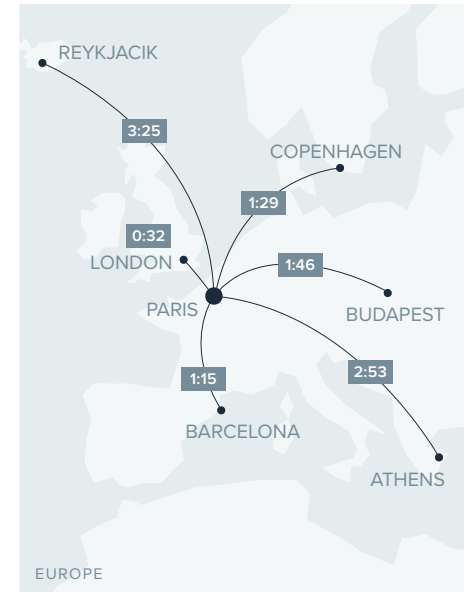 REYKJACICK
3:25
COPENHAGEN
1:29
0:32
LONDON
1:46
PARIS
BUDAPEST
2:53
1:15
BARCELONA
ATHENS
EUROPE